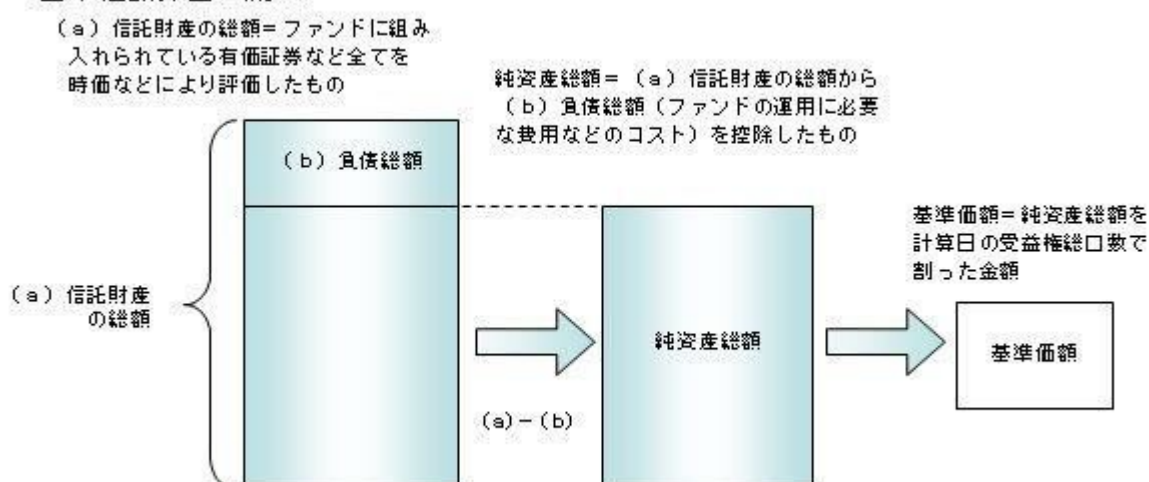 (a)信託財産の総額=ファンドに組み
入れられている有価証券など全てを
時価などにより評価したもの
純資産総額=(a)信託財産の総額から
(b)負債総額(ファンドの運用に必要
な費用などのコスト)を控除したもの
(b)負債総額
基準価額=純資産総額を
計算日の受益権総口数で
割った金額
(a)信託財産
の総額
純資産総額
基準価額
(a)-(b)